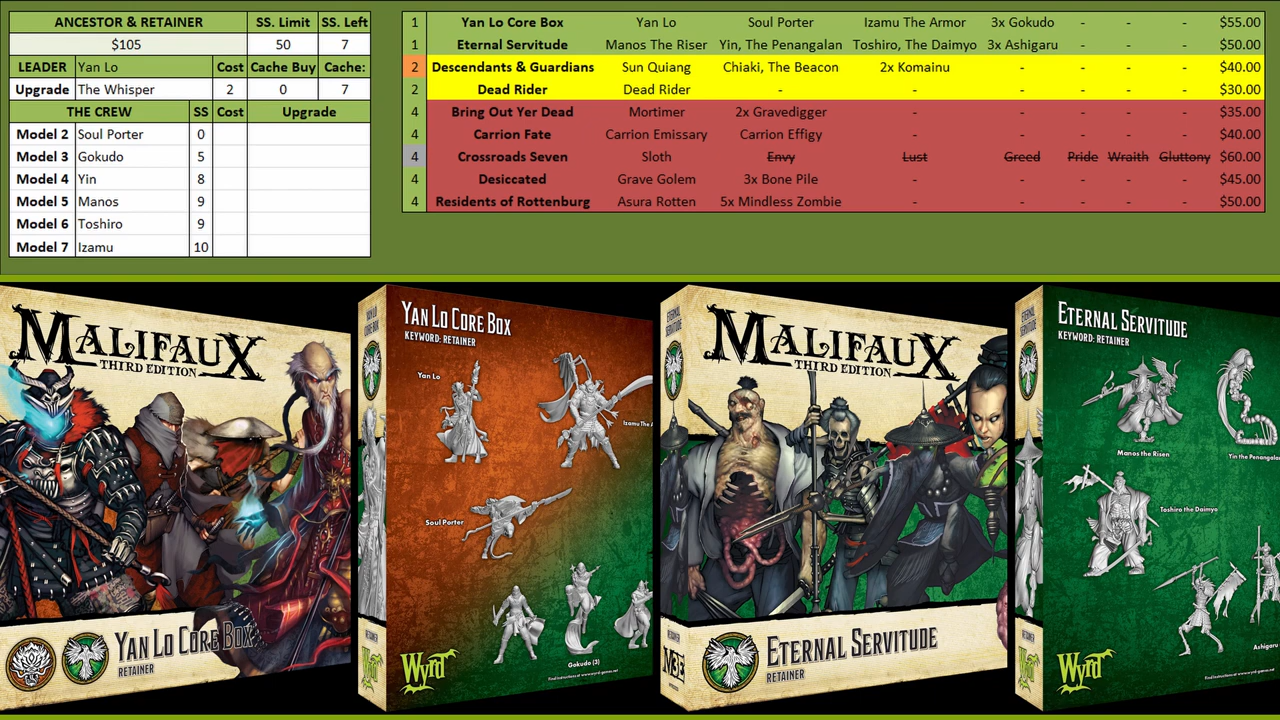 ANCESTOR & RETAINER SS. Limit SS. Left
$105 50 7
LEADER Yan Lo Cost Cache Buy Cache:
Upgrade The Whisper 2 0 7
THE CREW SS Cost Upgrade
Model 2 Soul Porter 0
Model 3 Gokudo 5
Model 4 Yin 8
Model 5 Manos 9
Model 6 Toshiro 9
Model 7 Izamu 10
1 Yan Lo Core Box Yan Lo Soul Porter Izamu The Armor 3x Gokudo - - - $55.00
1 Eternal Servitude Manos The Riser Yin, The Penangalan Toshiro, The Daimyo 3x Ashigaru - - - $50.00
2 Descendants & Guardians Sun Quiang Chiaki, The Beacon 2x Komainu - - - - $40.00
2 Dead Rider Dead Rider - - - - - - $30.00
4 Bring Out Yer Dead Mortimer 2x Gravedigger - - - - - $35.00
4 Carrion Fate Carrion Emissary Carrion Effigy - - - - - $40.00
4 Crossroads Seven Sloth Envy Lust Greed Pride Wraith Gluttony $60.00
4 Desiccated Grave Golem 3x Bone Pile - - - - - $45.00
4 Residents of Rottenburg Asura Rotten 5x Mindless Zombie - - - - - $50.00
MALIFAUX
THIRD EDITION
YAN LO CORE BOX
RETAINER
YAN LO CORE BOX
KEYWORD: RETAINER
Yan Lo
Izamu The A
Soul Porter
Gokudo (3)
Wyrd
RETAINER
MALIFAUX
THIRD EDITION
M3E
ETERNAL SERVITUDE
RETAINER
ETERNAL SERVITUDE
KEYWORD: RETAINER
Manos the Risen
Yin the Penangala
Toshiro the Daimyo
Ashigaru
Wyrd
RETAINER